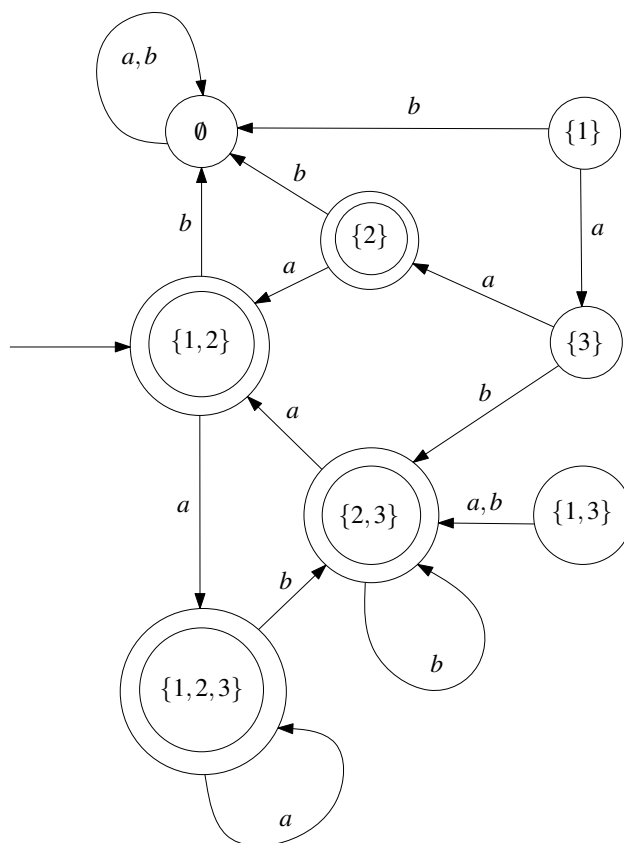 a, b
b
∅
{1}
b
{2}
b
a
a
a
{1, 2}
{3}
b
a
a
{2, 3}
a, b
{1, 3}
b
b
{1, 2, 3}
a